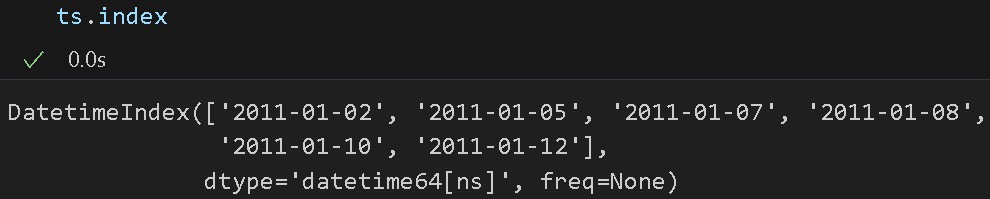 ts.index
0.0s
DatetimeIndex(['2011-01-02', '2011-01-05', '2011-01-07', '2011-01-08',
'2011-01-10', '2011-01-12'],
dtype='datetime64[ns]', freq=None)